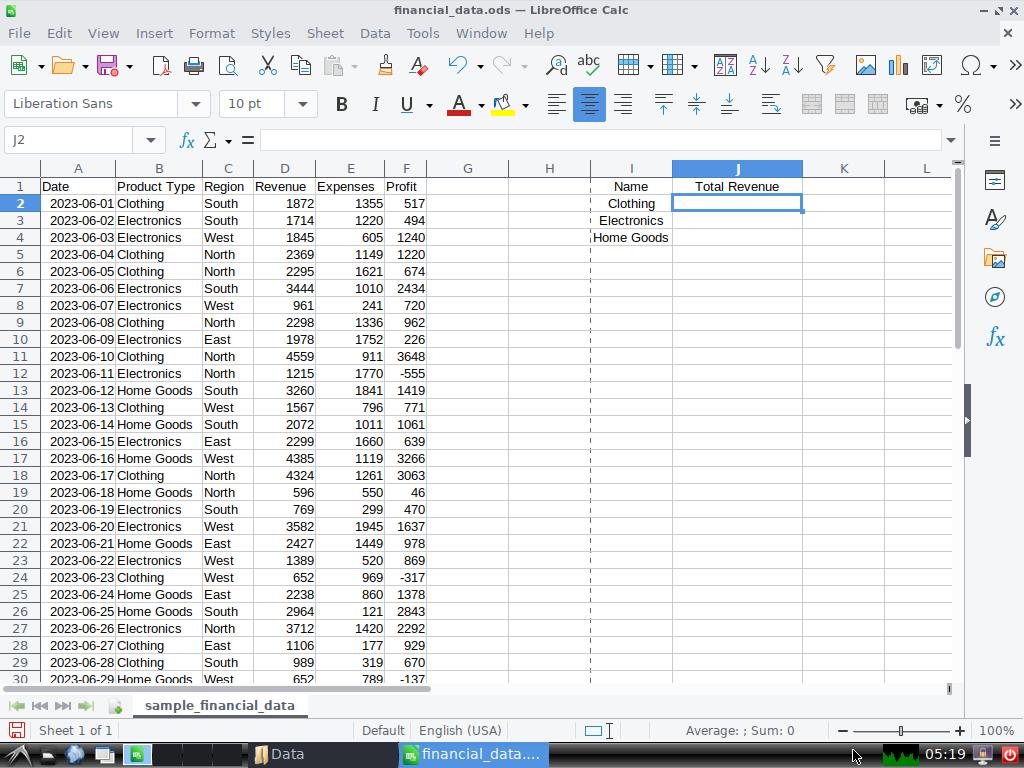 financial_data.ods — LibreOffice Calc
File Edit View Insert Format Styles Sheet Data Tools Window Help
Liberation Sans 10 pt
J2
A B C D E F G H I J K L
1 Date Product Type Region Revenue Expenses Profit Name Total Revenue
2 2023-06-01 Clothing South 1872 1355 517 Clothing
3 2023-06-02 Electronics South 1714 1220 494 Electronics
4 2023-06-03 Electronics West 1845 605 1240 Home Goods
5 2023-06-04 Clothing North 2369 1149 1220
6 2023-06-05 Clothing North 2295 1621 674
7 2023-06-06 Electronics South 3444 1010 2434
8 2023-06-07 Electronics West 961 241 720
9 2023-06-08 Clothing North 2298 1336 962
10 2023-06-09 Electronics East 1978 1752 226
11 2023-06-10 Clothing North 4559 911 3648
12 2023-06-11 Electronics North 1215 1770 -555
13 2023-06-12 Home Goods South 3260 1841 1419
14 2023-06-13 Clothing West 1567 796 771
15 2023-06-14 Home Goods South 2072 1011 1061
16 2023-06-15 Electronics East 2299 1660 639
17 2023-06-16 Home Goods West 4385 1119 3266
18 2023-06-17 Clothing North 4324 1261 3063
19 2023-06-18 Home Goods North 596 550 46
20 2023-06-19 Electronics South 769 299 470
21 2023-06-20 Electronics West 3582 1945 1637
22 2023-06-21 Home Goods East 2427 1449 978
23 2023-06-22 Electronics West 1389 520 869
24 2023-06-23 Clothing West 652 969 -317
25 2023-06-24 Home Goods East 2238 860 1378
26 2023-06-25 Home Goods South 2964 121 2843
27 2023-06-26 Electronics North 3712 1420 2292
28 2023-06-27 Clothing East 1106 177 929
29 2023-06-28 Clothing South 989 319 670
30 2023-06-29 Home Goods West 652 789 -137
sample_financial_data
Sheet 1 of 1 Default English (USA) Average: ; Sum: 0 100%
Data financial_data.... 05:19